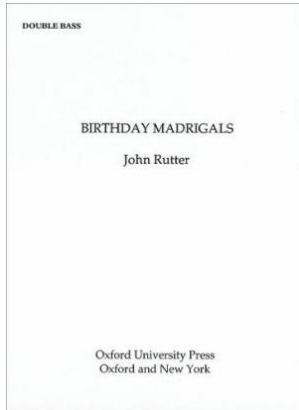 DOUBLE BASS
BIRTHDAY MADRIGALS
John Rutter
Oxford University Press
Oxford and New York